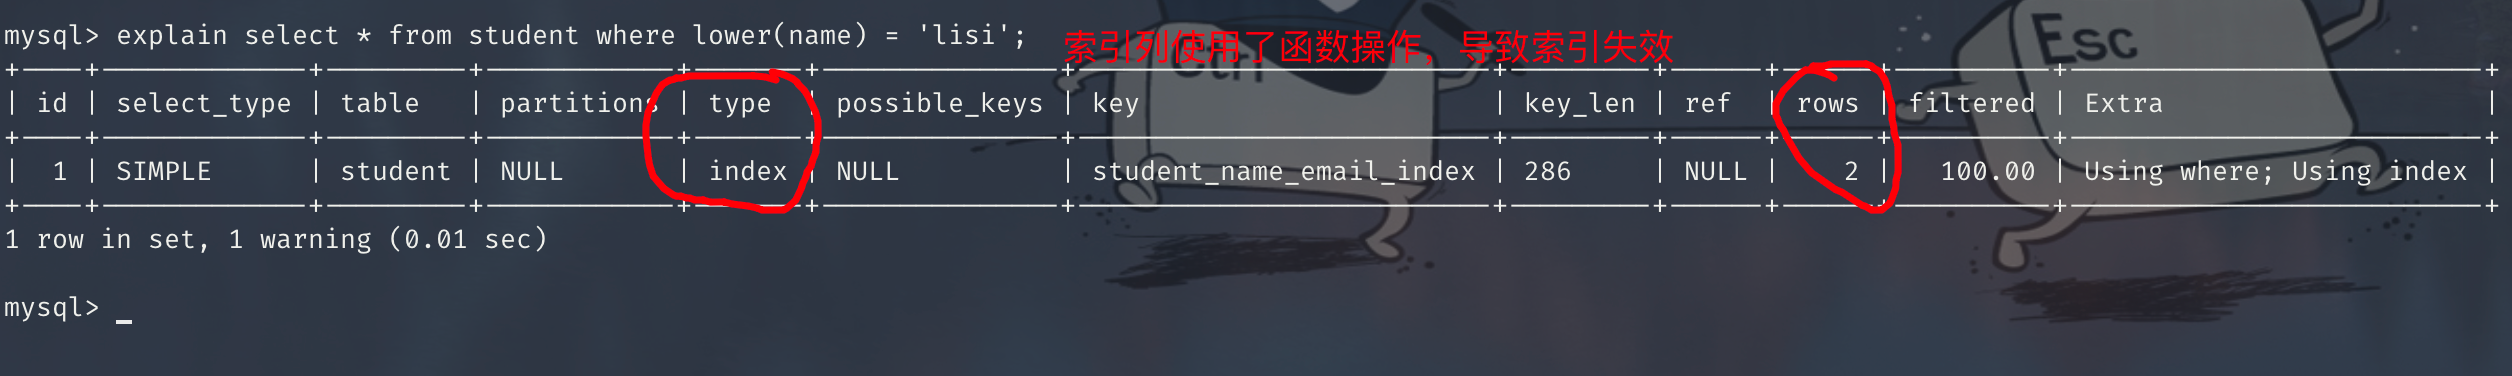 mysql> explain select * from student where lower(name) = 'lisi';
索引列使用了函数操作，导致索引失效
Ctrl
Esc
| id | select_type | table | partitions | type | possible_keys | key | key_len | ref | rows | filtered | Extra |
| 1 | SIMPLE | student | NULL | index | NULL | student_name_email_index | 286 | NULL | 2 | 100.00 | Using where; Using index |
1 row in set, 1 warning (0.01 sec)
mysql> _